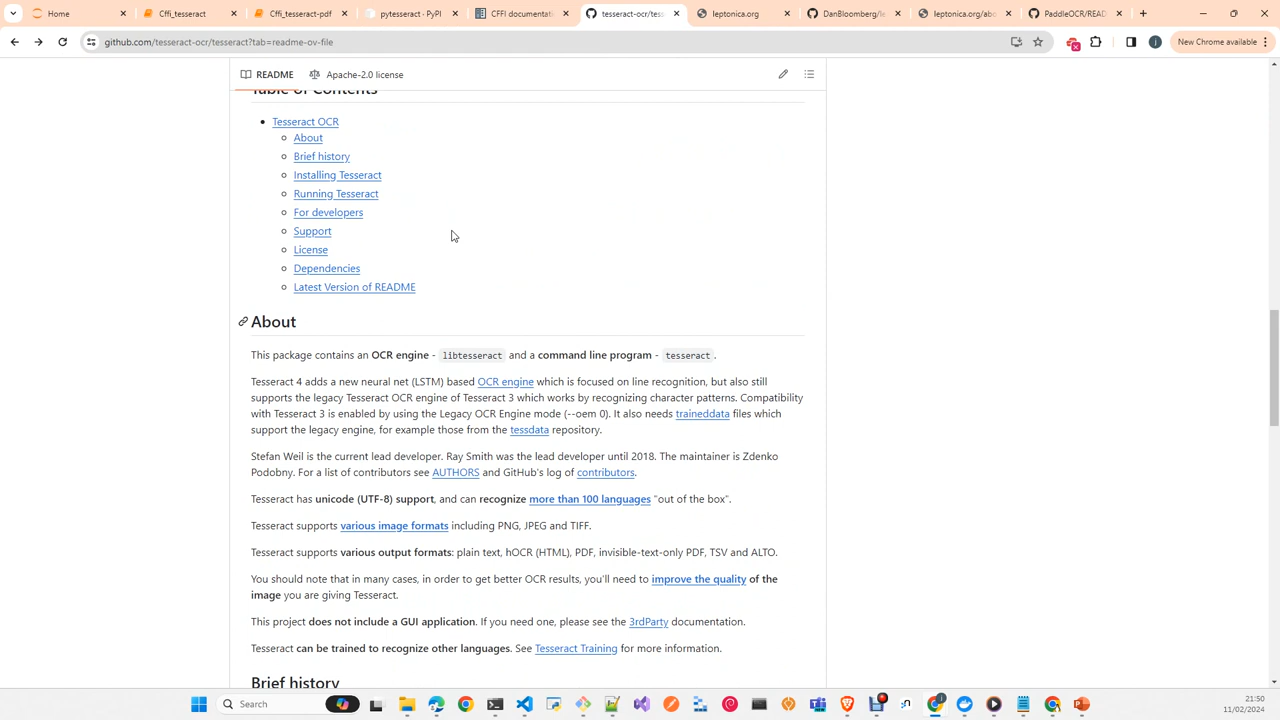 Home
Cffi_tesseract
Cffi_tesseract-pdf
pytesseract - PyPI
CFFI documentati
tesseract-ocr/tess
leptonica.org
DanBloomberg/le
leptonica.org/abe
PaddleOCR/READ
github.com/tesseract-ocr/tesseract?tab=readme-ov-file
New Chrome available
README
Apache-2.0 license
Table of Contents
Tesseract OCR
About
Brief history
Installing Tesseract
Running Tesseract
For developers
Support
License
Dependencies
Latest Version of README
About
This package contains an OCR engine - libtesseract and a command line program - tesseract.
Tesseract 4 adds a new neural net (LSTM) based OCR engine which is focused on line recognition, but also still
supports the legacy Tesseract OCR engine of Tesseract 3 which works by recognizing character patterns. Compatibility
with Tesseract 3 is enabled by using the Legacy OCR Engine mode (--oem 0). It also needs traineddata files which
support the legacy engine, for example those from the tessdata repository.
Stefan Weil is the current lead developer. Ray Smith was the lead developer until 2018. The maintainer is Zdenko
Podobny. For a list of contributors see AUTHORS and GitHub's log of contributors.
Tesseract has unicode (UTF-8) support, and can recognize more than 100 languages "out of the box".
Tesseract supports various image formats including PNG, JPEG and TIFF.
Tesseract supports various output formats: plain text, hOCR (HTML), PDF, invisible-text-only PDF, TSV and ALTO.
You should note that in many cases, in order to get better OCR results, you'll need to improve the quality of the
image you are giving Tesseract.
This project does not include a GUI application. If you need one, please see the 3rdParty documentation.
Tesseract can be trained to recognize other languages. See Tesseract Training for more information.
Brief history
Search
21:50
11/02/2024